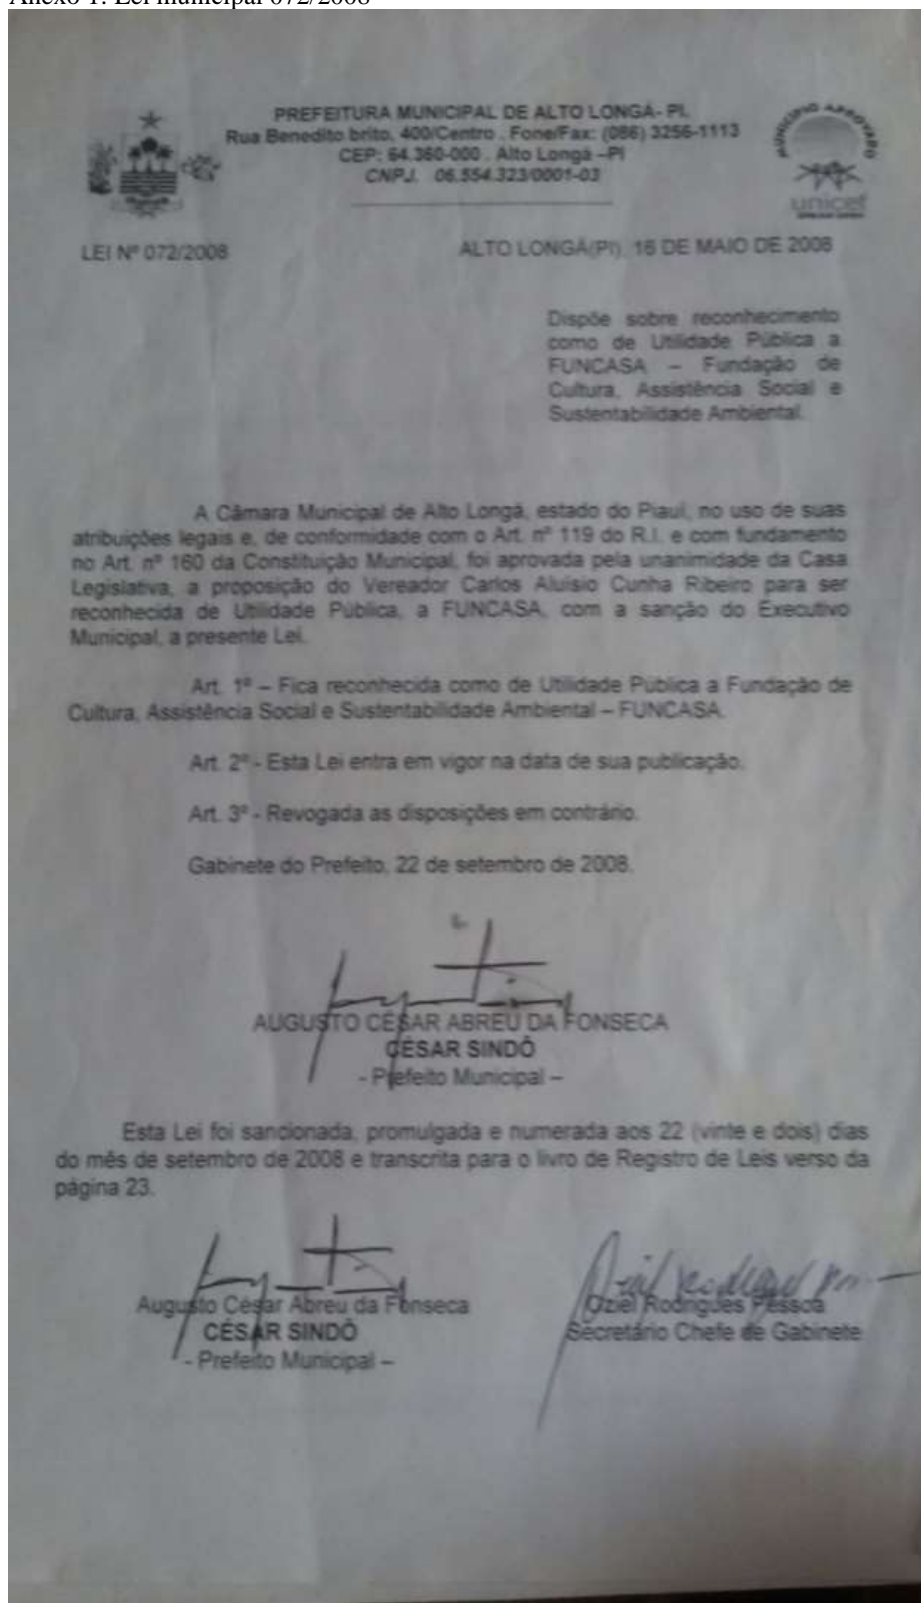 Anexo 1: Lei municipal 072/2008
PREFEITURA MUNICIPAL DE ALTO LONGÁ- PI.
Rua Benedito brito, 400/Centro . Fone/Fax: (086) 3256-1113
CEP: 64.360-000 . Alto Longá –PI
CNPJ. 06.554.323/0001-03
MUNICÍPIO APROVADO
unicef
LEI Nº 072/2008
ALTO LONGÁ(PI), 16 DE MAIO DE 2008
Dispõe sobre reconhecimento
como de Utilidade Pública a
FUNCASA – Fundação de
Cultura, Assistência Social e
Sustentabilidade Ambiental.
A Câmara Municipal de Alto Longá, estado do Piauí, no uso de suas
atribuições legais e, de conformidade com o Art. nº 119 do R.I. e com fundamento
no Art. nº 160 da Constituição Municipal, foi aprovada pela unanimidade da Casa
Legislativa, a proposição do Vereador Carlos Aluisio Cunha Ribeiro para ser
reconhecida de Utilidade Pública, a FUNCASA, com a sanção do Executivo
Municipal, a presente Lei.
Art. 1º – Fica reconhecida como de Utilidade Pública a Fundação de
Cultura, Assistência Social e Sustentabilidade Ambiental – FUNCASA.
Art. 2º - Esta Lei entra em vigor na data de sua publicação.
Art. 3º - Revogada as disposições em contrário.
Gabinete do Prefeito, 22 de setembro de 2008.
AUGUSTO CÉSAR ABREU DA FONSECA
CÉSAR SINDÔ
- Prefeito Municipal –
Esta Lei foi sancionada, promulgada e numerada aos 22 (vinte e dois) dias
do mês de setembro de 2008 e transcrita para o livro de Registro de Leis verso da
página 23.
Augusto César Abreu da Fonseca
CÉSAR SINDÔ
- Prefeito Municipal –
Oziel Rodrigues Pessoa
Secretário Chefe de Gabinete